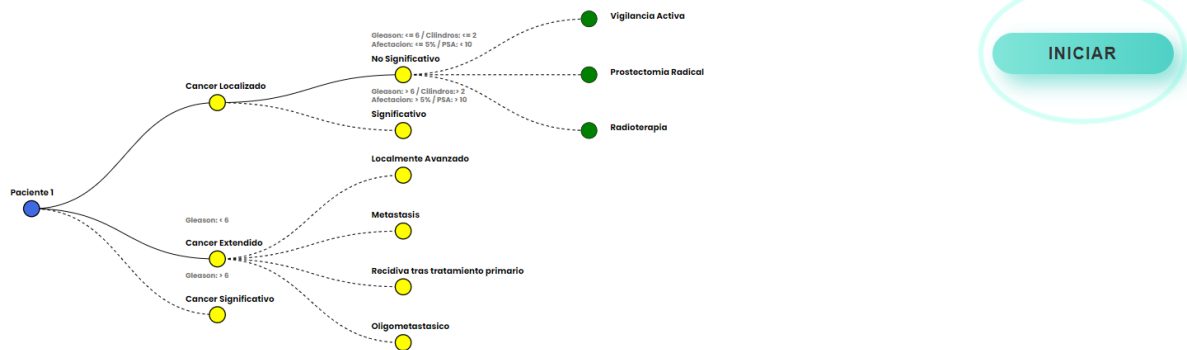 Vigilancia Activa
Gleason: <= 6 / Cilindros: <= 2
Afectacion: <= 5% / PSA: < 10
No Significativo
INICIAR
Prostectomia Radical
Cancer Localizado
Gleason: > 6 / Cilindros:> 2
Afectacion: > 5% / PSA: > 10
Significativo
Radioterapia
Localmente Avanzado
Paciente 1
Metastasis
Gleason: < 6
Cancer Extendido
Recidiva tras tratamiento primario
Gleason: > 6
Cancer Significativo
Oligometastasico